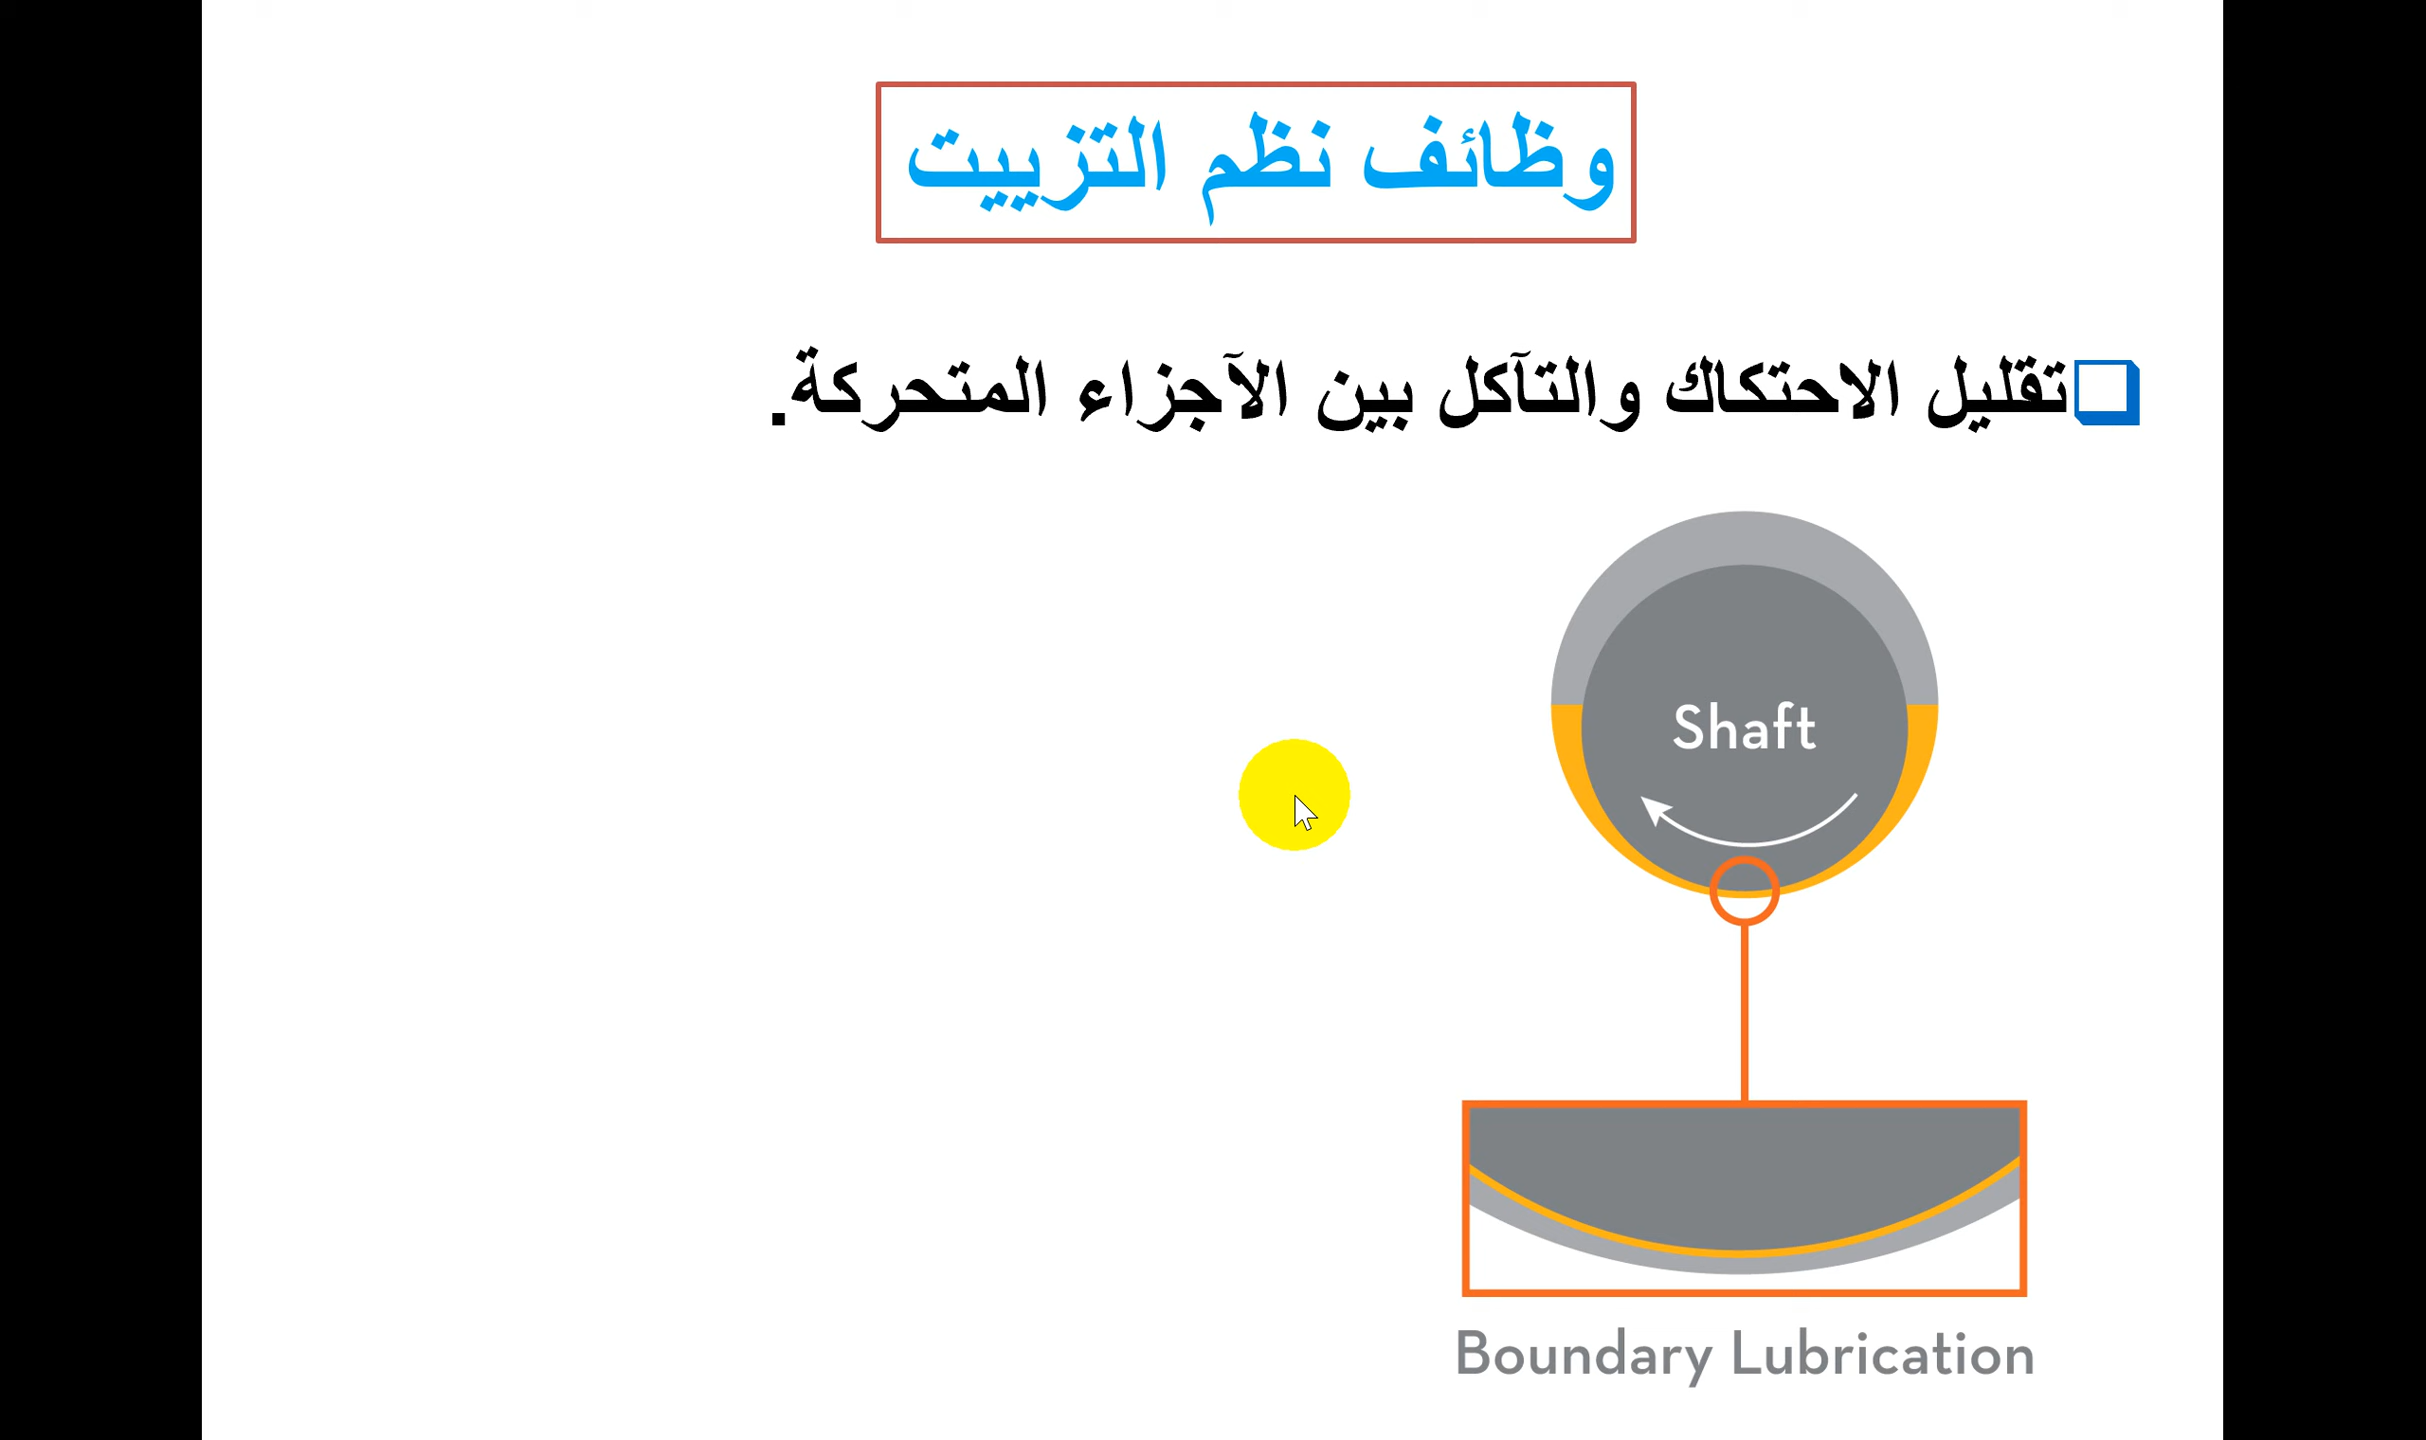 وظائف نظم التزييت
تقليل الاحتكاك والتآكل بين الآجزاء المتحركة.
Shaft
Boundary Lubrication